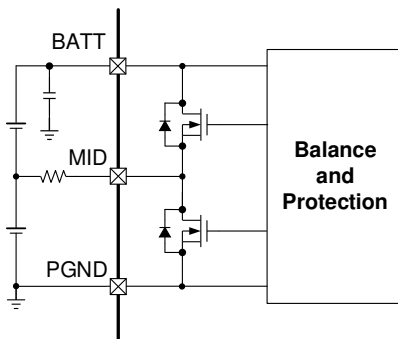 BATT
MID
PGND
Balance
and
Protection